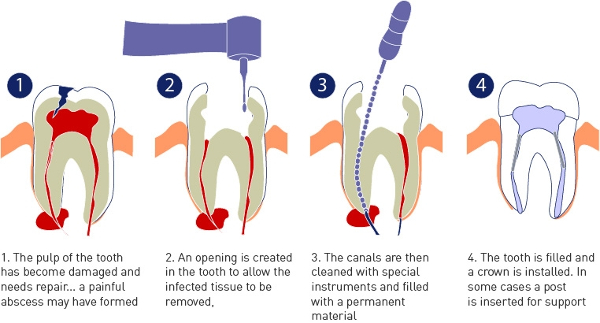 1
2
3
4
1. The pulp of the tooth
has become damaged and
needs repair... a painful
abscess may have formed
2. An opening is created
in the tooth to allow the
infected tissue to be
removed,
3. The canals are then
cleaned with special
instruments and filled
with a permanent
material
4. The tooth is filled and
a crown is installed. In
some cases a post
is inserted for support